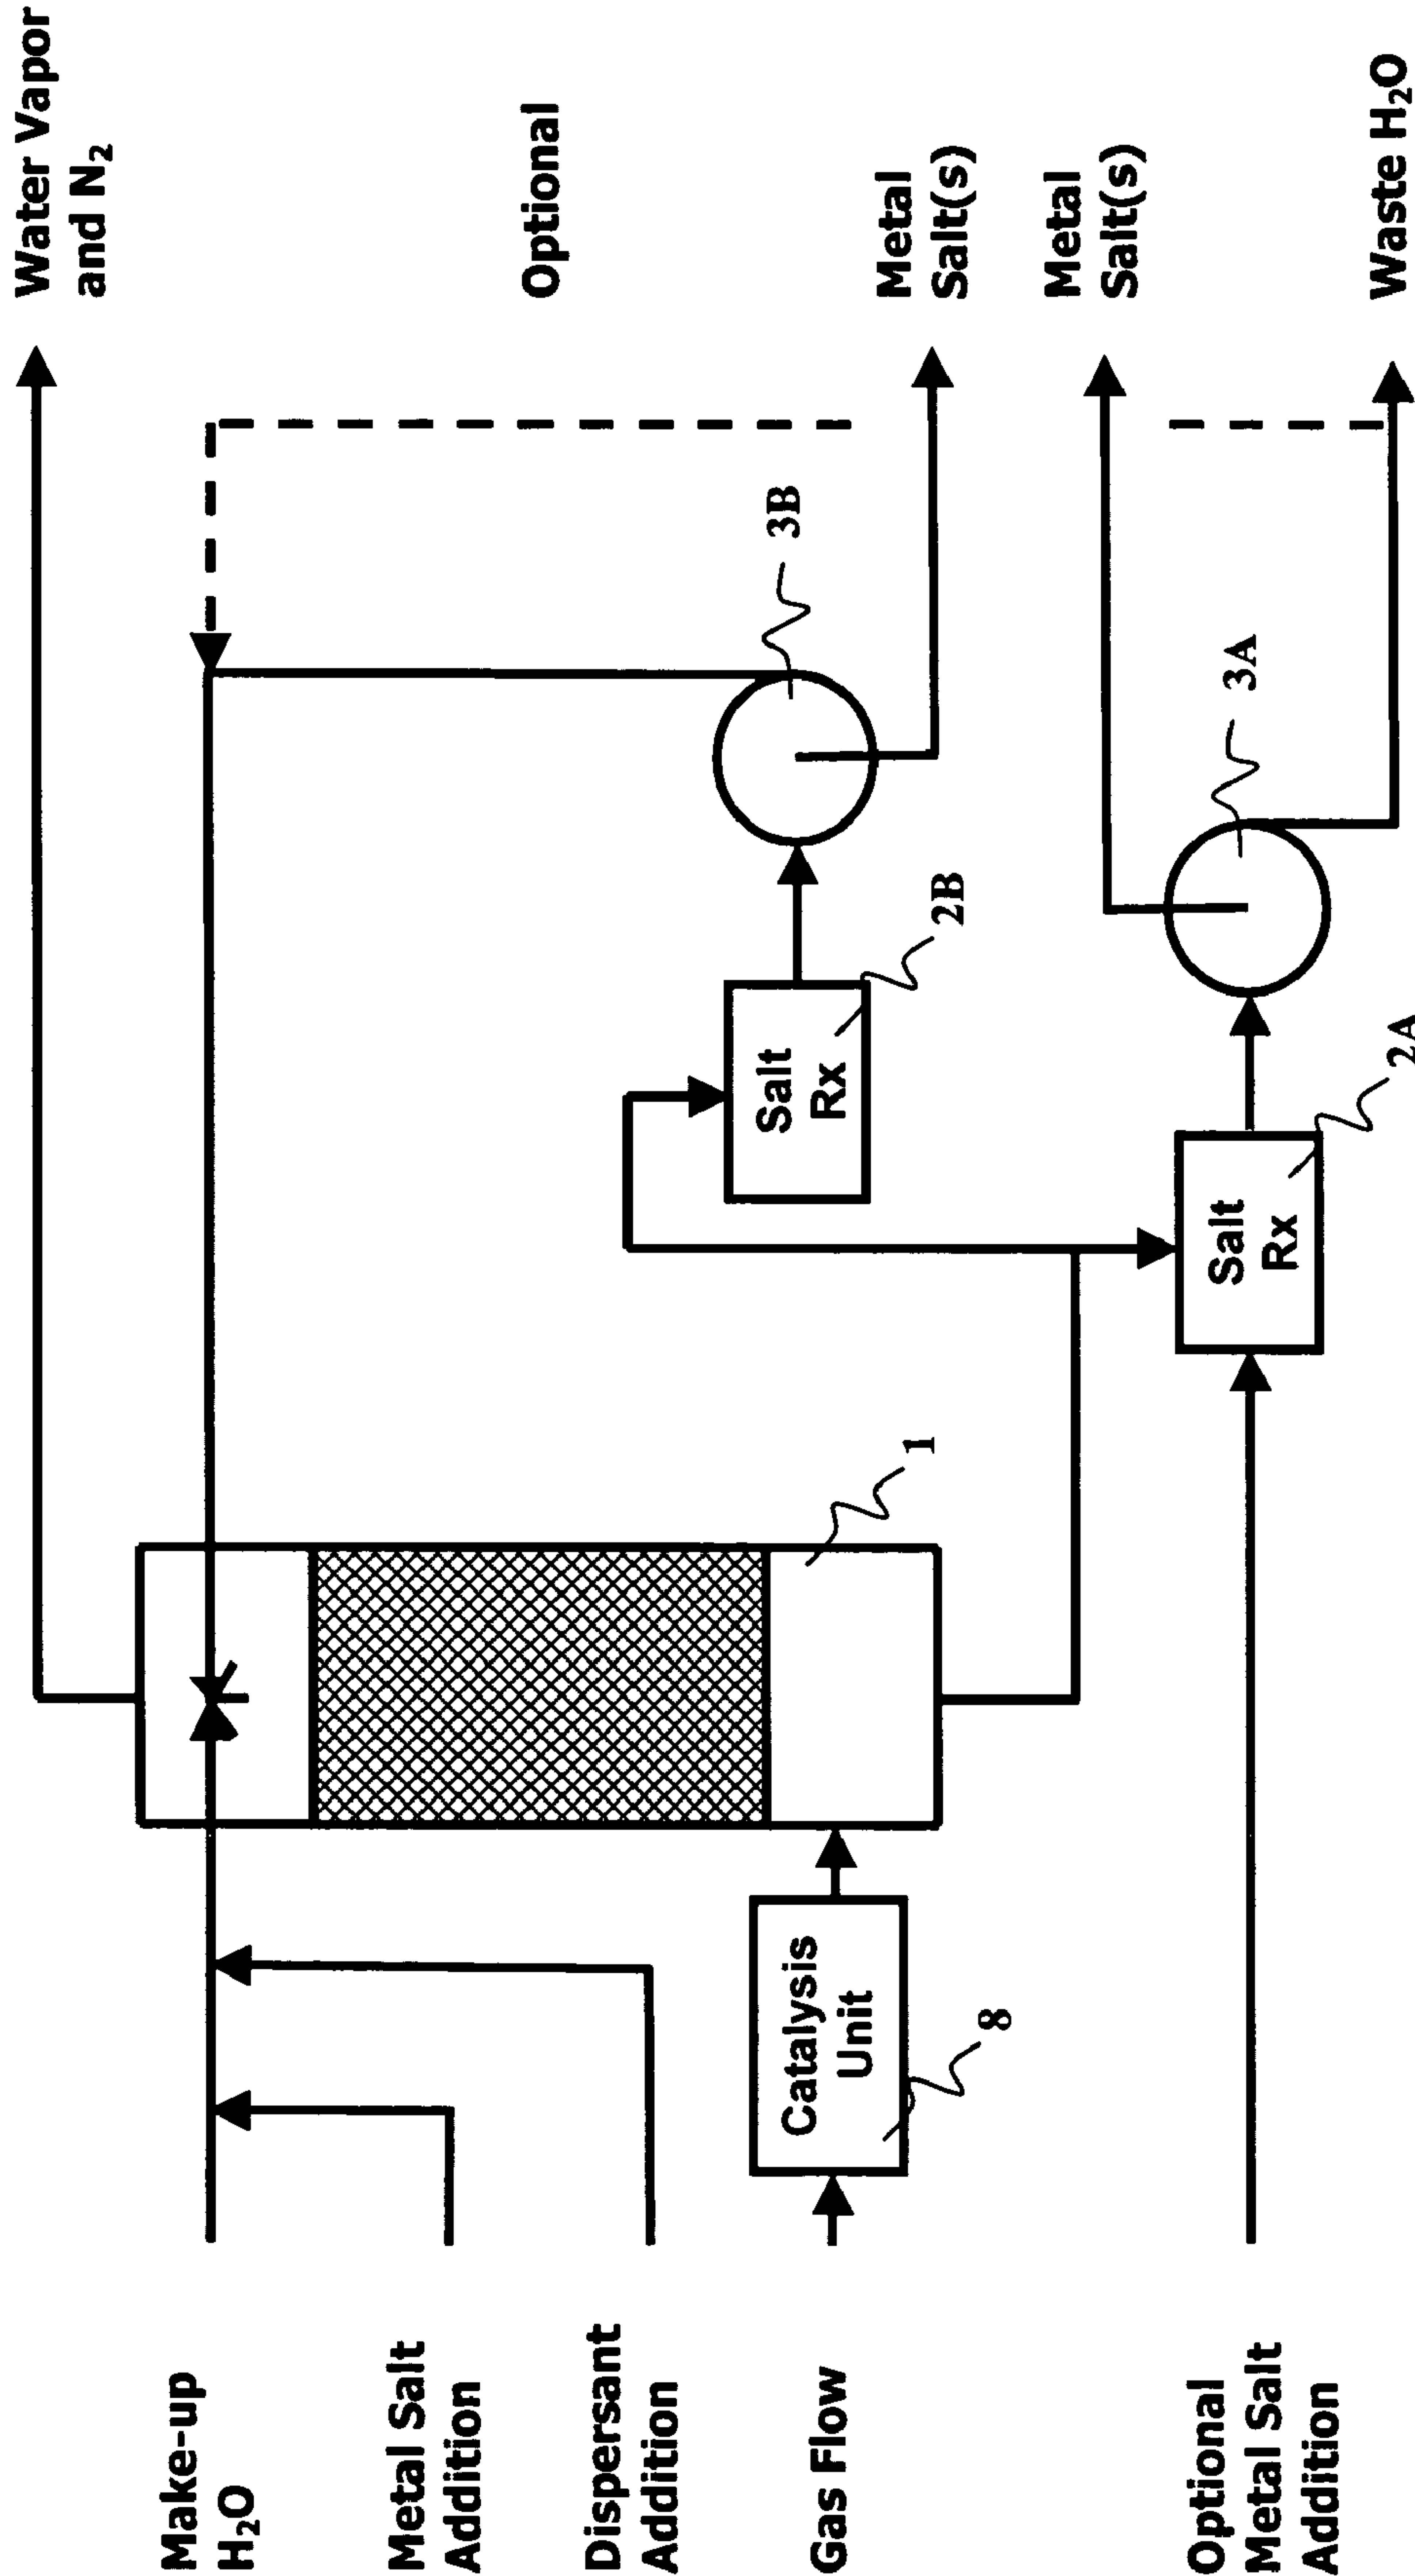 Water Vapor
and N₂
Make-up
H₂O
Metal Salt
Addition
Dispersant
Addition
Optional
Gas Flow
Catalysis
Unit
8
1
Salt
Rx
2B
3B
Metal
Salt(s)
Metal
Salt(s)
Optional
Metal Salt
Addition
Salt
Rx
2A
3A
Waste H₂O